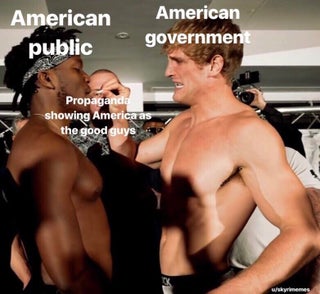 American
public
American
government
Propaganda
showing America as
the good guys
u/skyrimemes